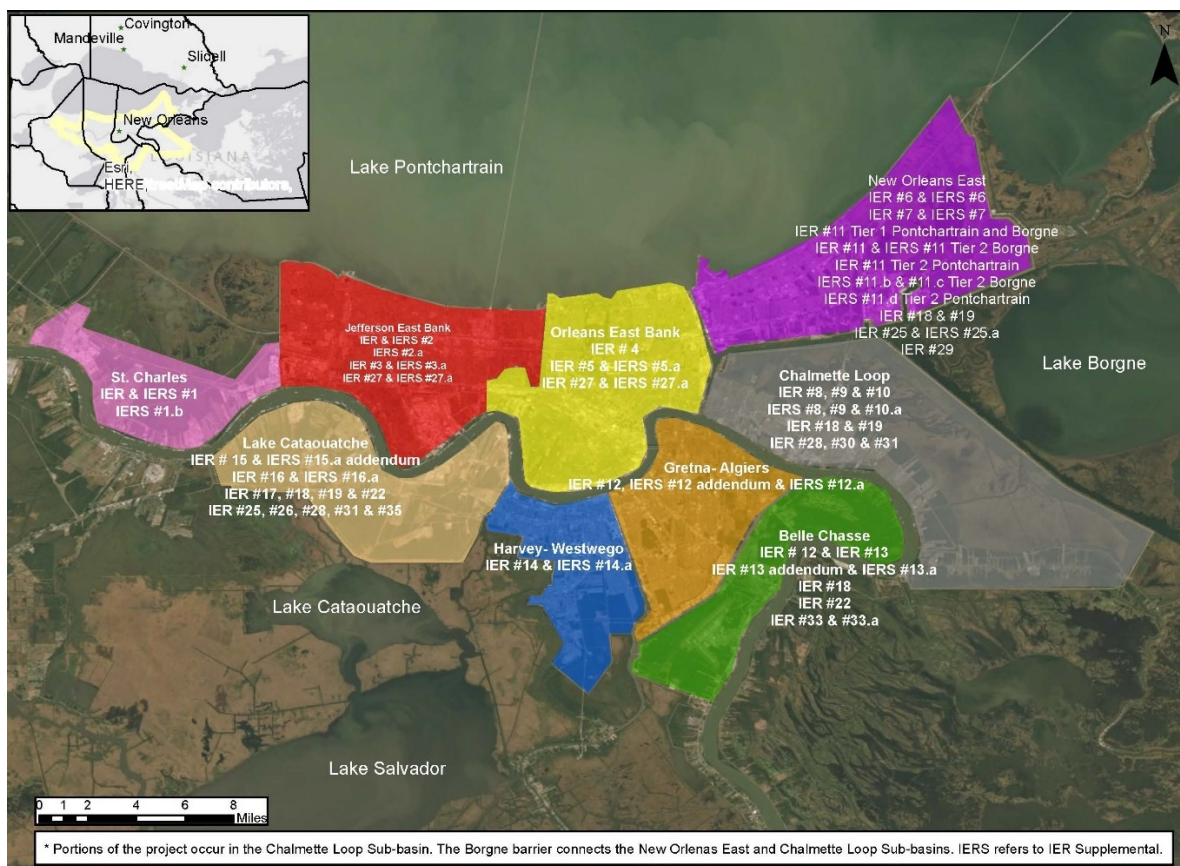 Covington
Mandeville
Slidell
New Orleans
LOUISIANA
Esri,
HERE,
contributors,
N
Lake Pontchartrain
New Orleans East
IER #6 & IERS #6
IER #7 & IERS #7
IER #11 Tier 1 Pontchartrain and Borgne
IER #11 & IERS #11 Tier 2 Borgne
IER #11 Tier 2 Pontchartrain
IERS #11.b & #11.c Tier 2 Borgne
IERS #11.d Tier 2 Pontchartrain
IER #18 & #19
IER #25 & IERS #25.a
IER #29
Jefferson East Bank
IER & IERS #2
IERS #2.a
IER #3 & IERS #3.a
IER #27 & IERS #27.a
Orleans East Bank
IER # 4
IER #5 & IERS #5.a
IER #27 & IERS #27.a
Lake Borgne
St. Charles
IER & IERS #1
IERS #1.b
Chalmette Loop
IER #8, #9 & #10
IERS #8, #9 & #10.a
IER #18 & #19
IER #28, #30 & #31
Lake Cataouatche
IER # 15 & IERS #15.a addendum
IER #16 & IERS #16.a
IER #17, #18, #19 & #22
IER #25, #26, #28, #31 & #35
Gretna- Algiers
IER #12, IERS #12 addendum & IERS #12.a
Harvey- Westwego
IER #14 & IERS #14.a
Belle Chasse
IER # 12 & IER #13
IER #13 addendum & IERS #13.a
IER #18
IER #22
IER #33 & #33.a
Lake Cataouatche
Lake Salvador
0 1 2 4 6 8
Miles
* Portions of the project occur in the Chalmette Loop Sub-basin. The Borgne barrier connects the New Orlenas East and Chalmette Loop Sub-basins. IERS refers to IER Supplemental.